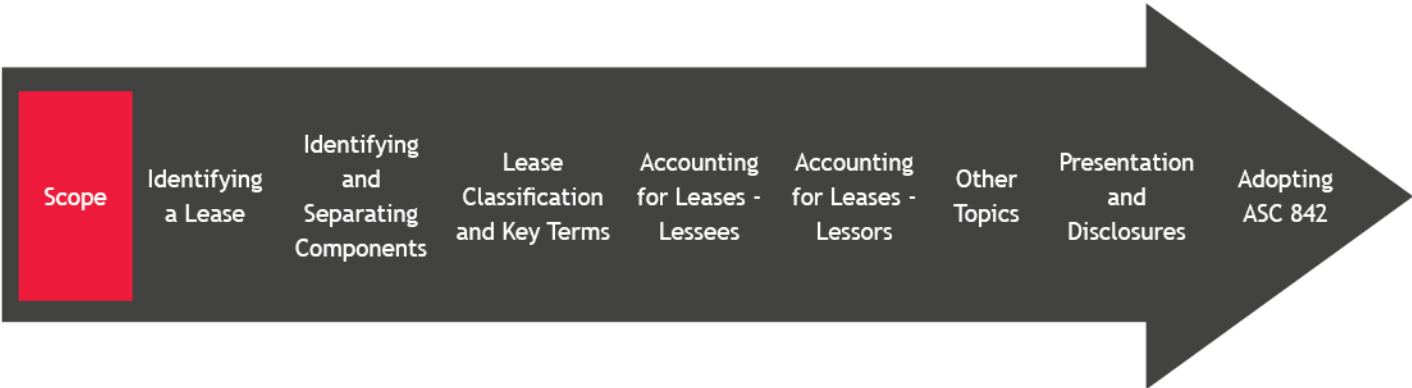 Scope
Identifying
a Lease
Identifying
and
Separating
Components
Lease
Classification
and Key Terms
Accounting
for Leases -
Lessees
Accounting
for Leases -
Lessors
Other
Topics
Presentation
and
Disclosures
Adopting
ASC 842